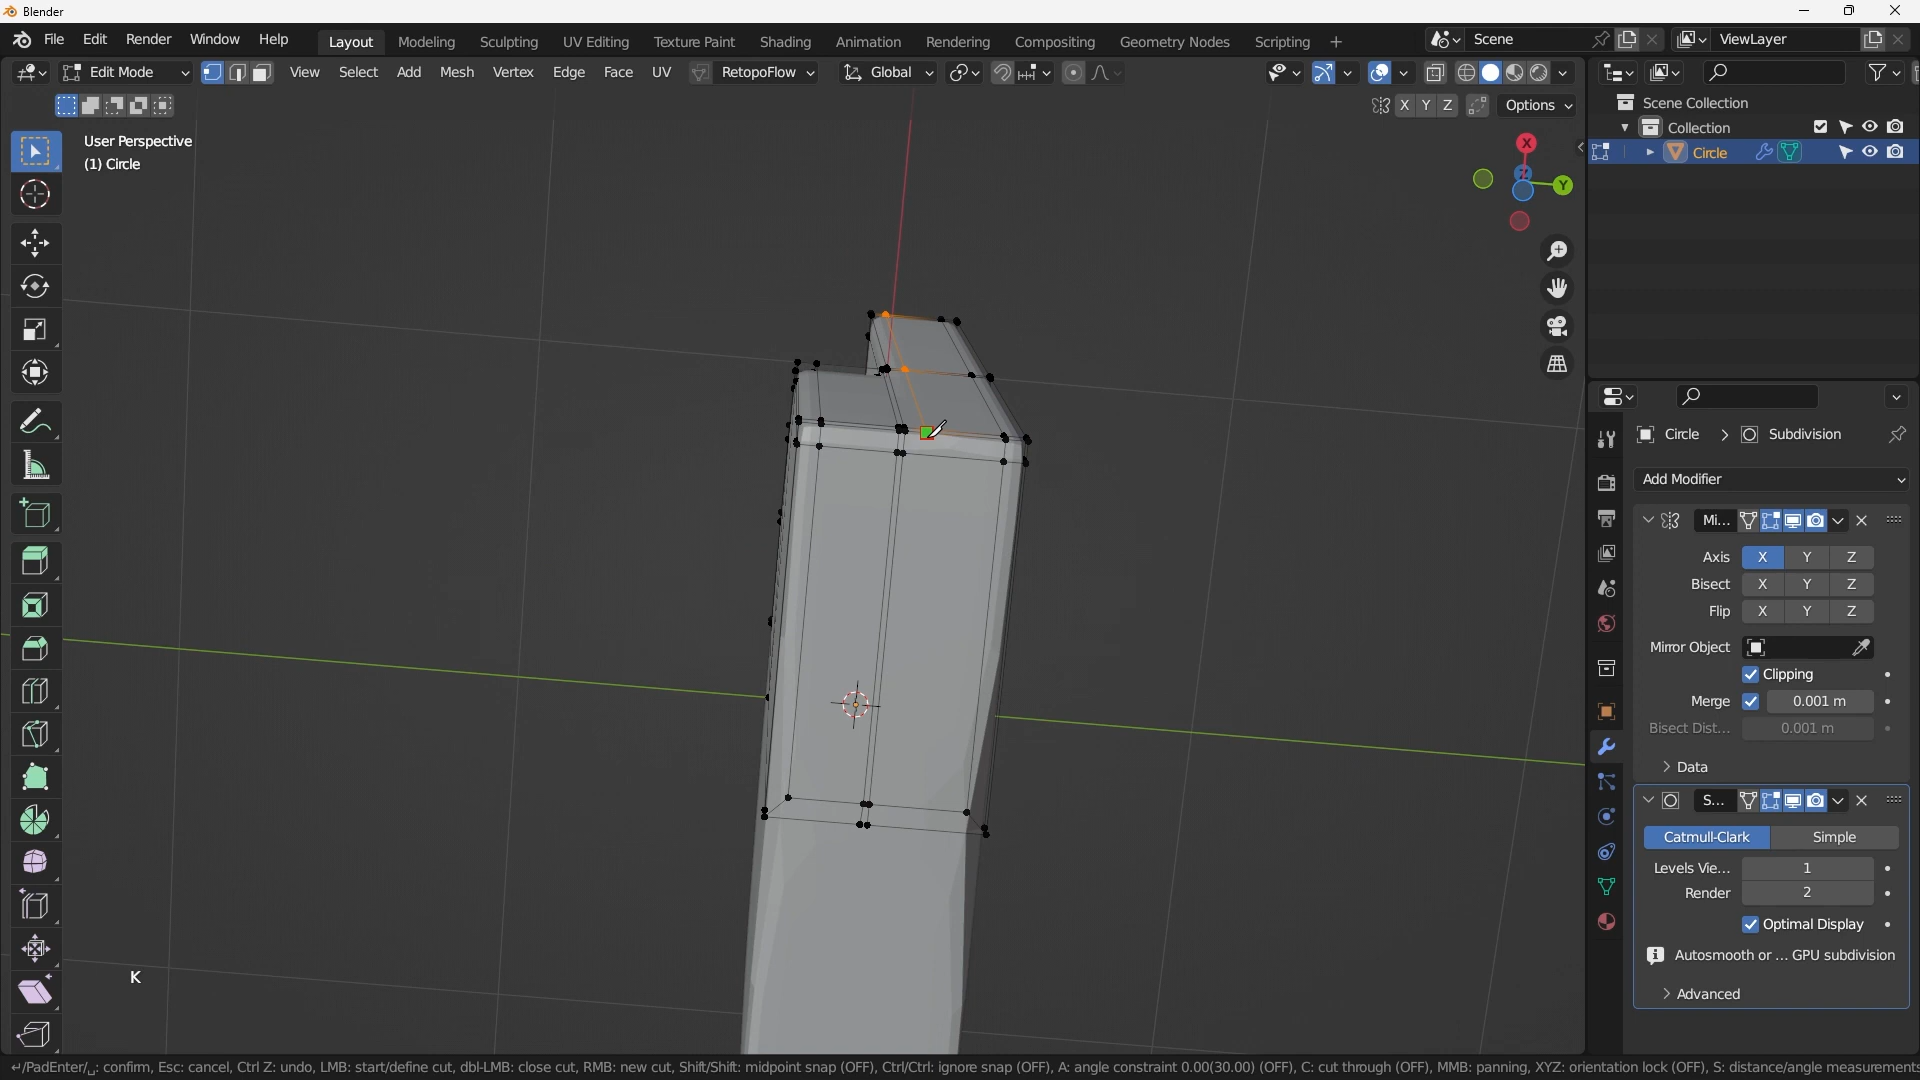 Blender
File Edit Render Window Help Layout Modeling Sculpting UV Editing Texture Paint Shading Animation Rendering Compositing Geometry Nodes Scripting + Scene ViewLayer
Edit Mode View Select Add Mesh Vertex Edge Face UV RetopoFlow Global
X Y Z Options
User Perspective
(1) Circle
X
Y
Z
K
Scene Collection
Collection
Circle
Circle > Subdivision
Add Modifier
Mi...
Axis X Y Z
Bisect X Y Z
Flip X Y Z
Mirror Object
Clipping
Merge 0.001 m
Bisect Dist... 0.001 m
> Data
S...
Catmull-Clark Simple
Levels Vie... 1
Render 2
Optimal Display
Autosmooth or ... GPU subdivision
> Advanced
↵/PadEnter/␣: confirm, Esc: cancel, Ctrl Z: undo, LMB: start/define cut, dbl-LMB: close cut, RMB: new cut, Shift/Shift: midpoint snap (OFF), Ctrl/Ctrl: ignore snap (OFF), A: angle constraint 0.00(30.00) (OFF), C: cut through (OFF), MMB: panning, XYZ: orientation lock (OFF), S: distance/angle measurements